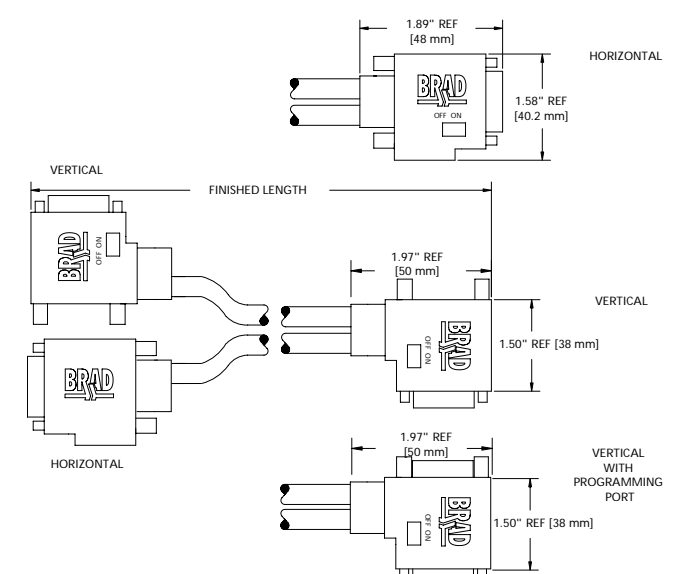 1.89" REF
[48 mm]
HORIZONTAL
BRAD
OFF ON
1.58" REF
[40.2 mm]
VERTICAL
FINISHED LENGTH
BRAD
OFF ON
1.97" REF
[50 mm]
VERTICAL
BRAD
OFF ON
1.50" REF [38 mm]
BRAD
HORIZONTAL
1.97" REF
[50 mm]
VERTICAL
WITH
PROGRAMMING
PORT
BRAD
OFF ON
1.50" REF [38 mm]